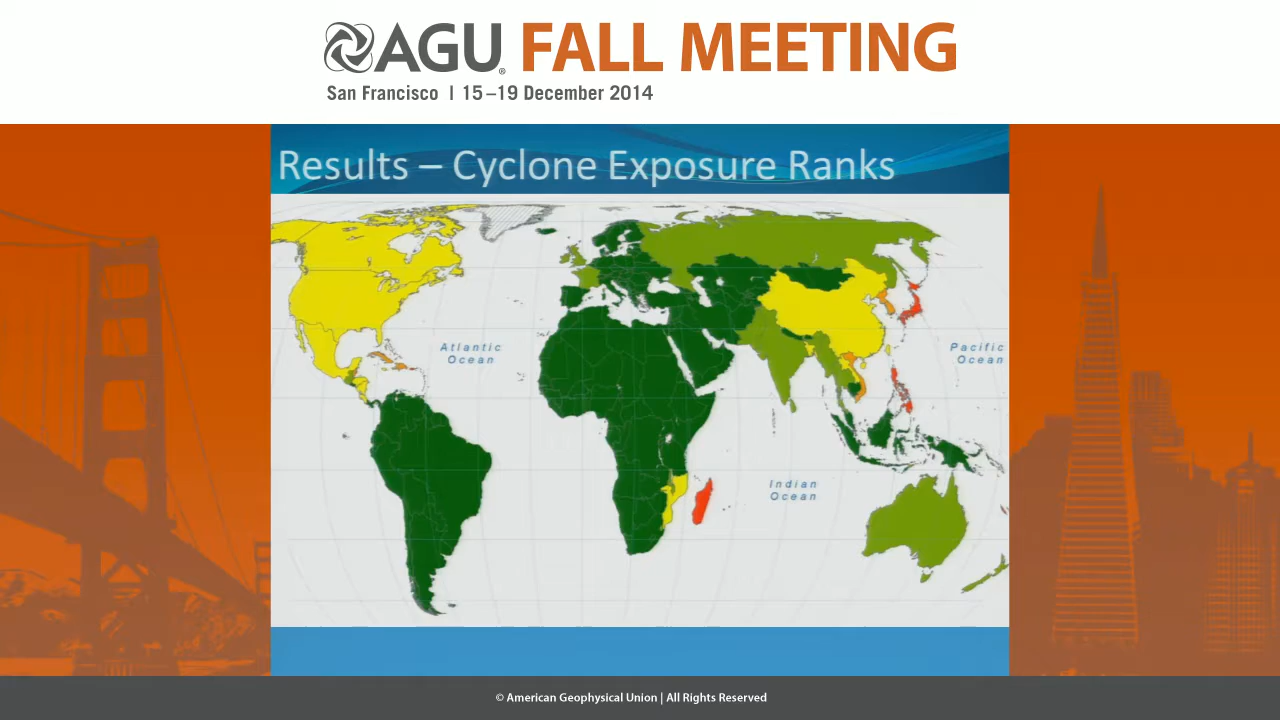 AGU® FALL MEETING
San Francisco | 15–19 December 2014
Results – Cyclone Exposure Ranks
Atlantic
Ocean
Pacific
Ocean
Indian
Ocean
© American Geophysical Union | All Rights Reserved